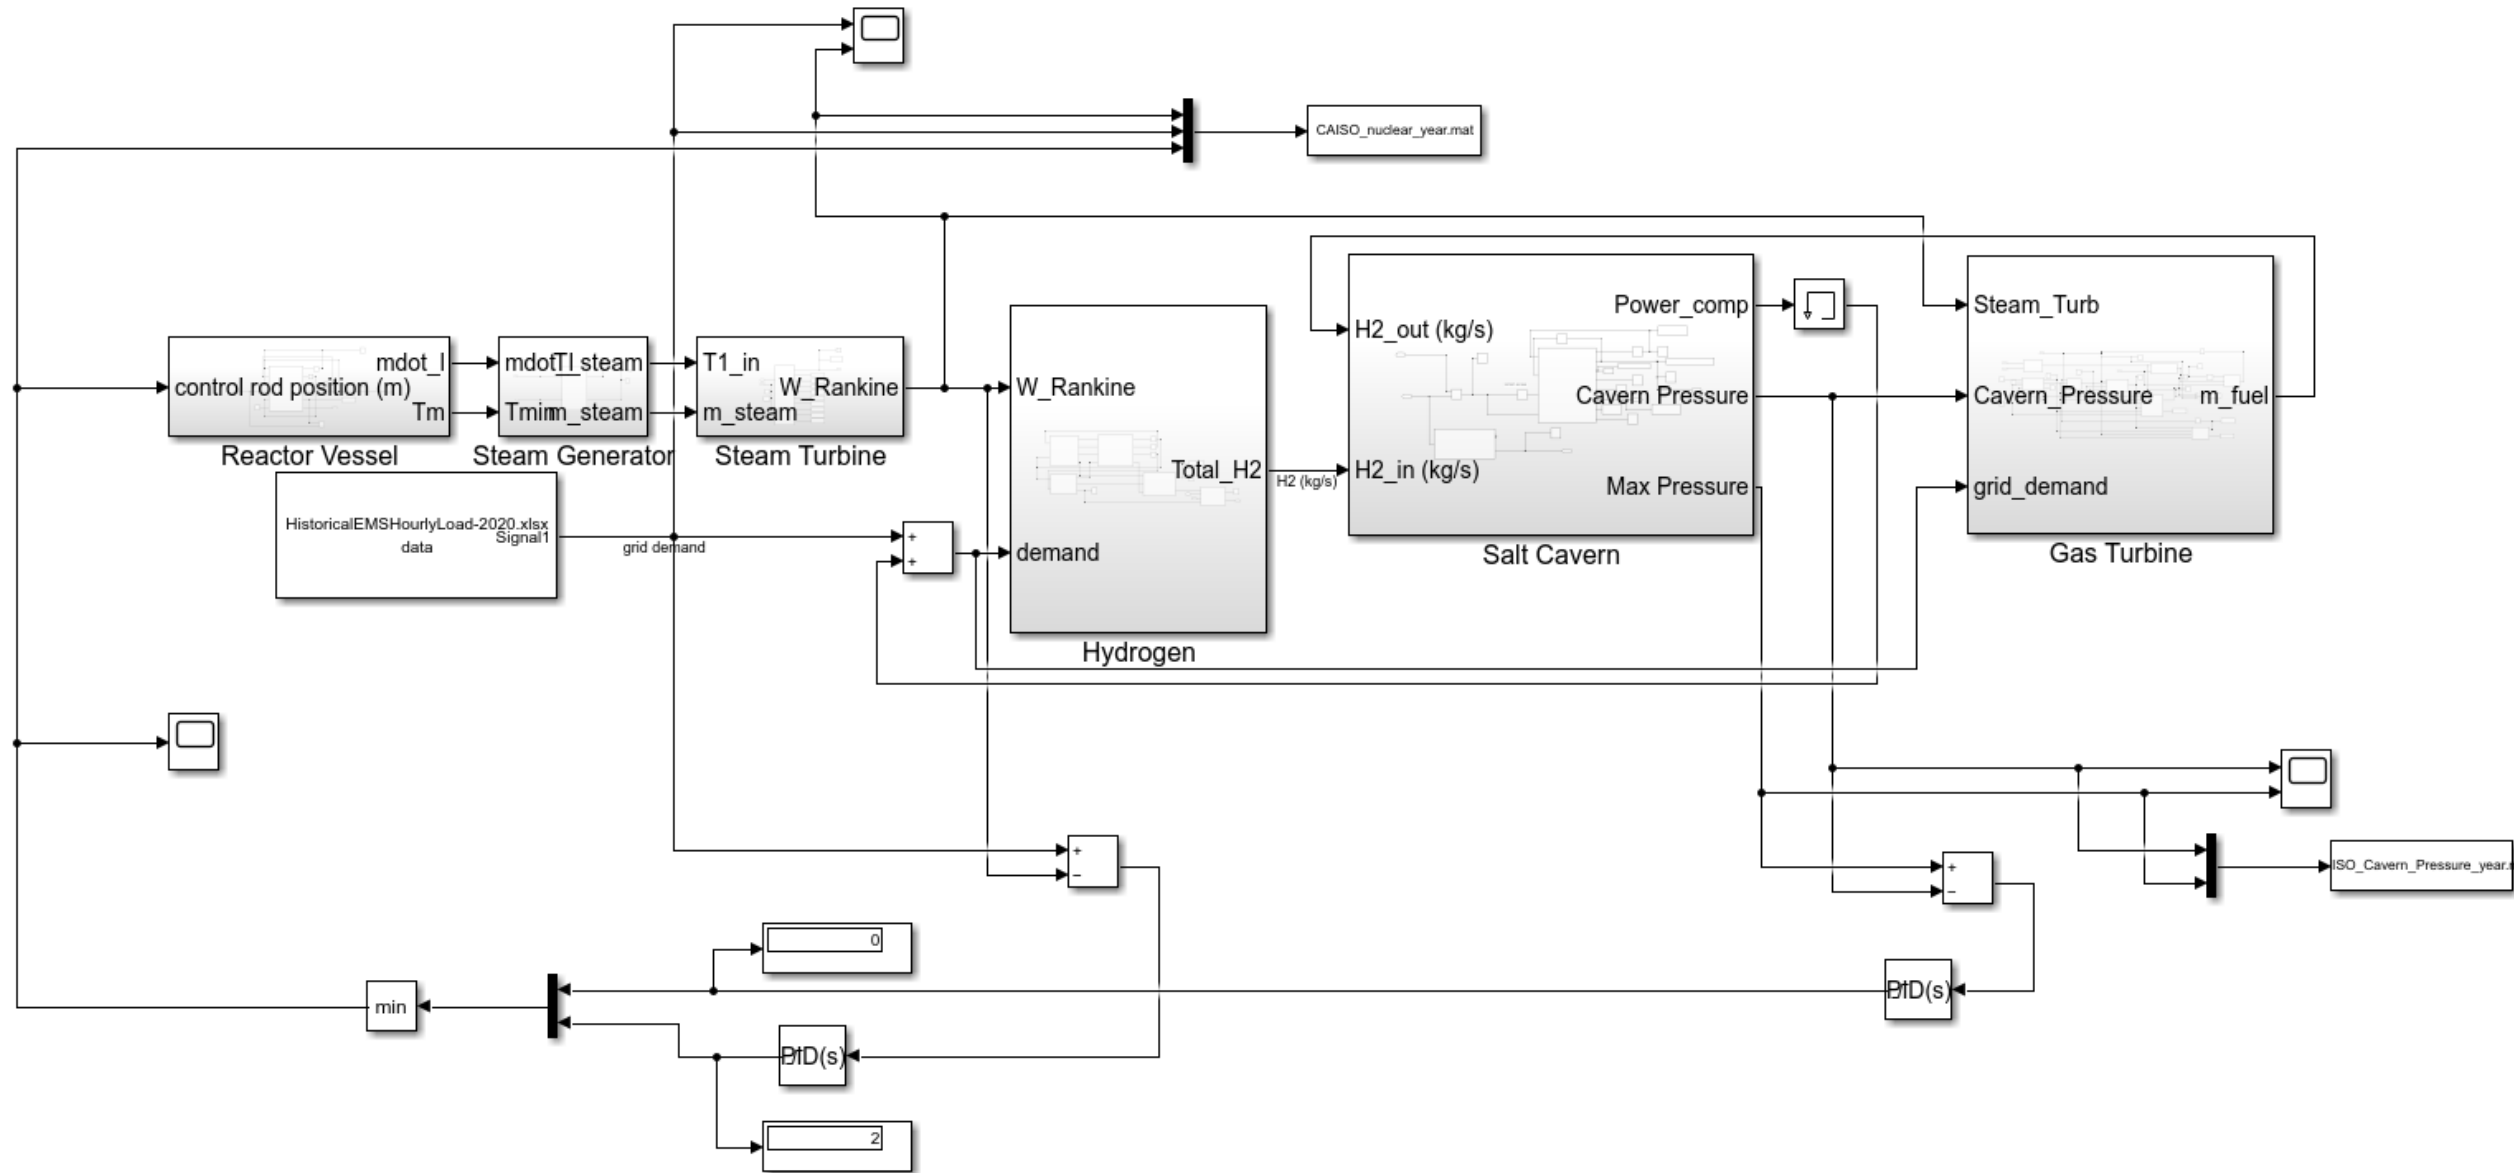 CAISO_nuclear_year.mat
control rod position (m)
mdot_l
Tm
Reactor Vessel
Tl steam
m_steam
Steam Generator
T1_in
m_steam
W_Rankine
Steam Turbine
HistoricalEMSHourlyLoad-2020.xlsx
data
Signal1
grid demand
+
+
W_Rankine
demand
Total_H2
Hydrogen
H2 (kg/s)
H2_out (kg/s)
H2_in (kg/s)
Power_comp
Cavern Pressure
Max Pressure
Salt Cavern
Steam_Turb
Cavern_Pressure
grid_demand
m_fuel
Gas Turbine
+
−
+
−
ISO_Cavern_Pressure_year.
0
PID(s)
min
PID(s)
2